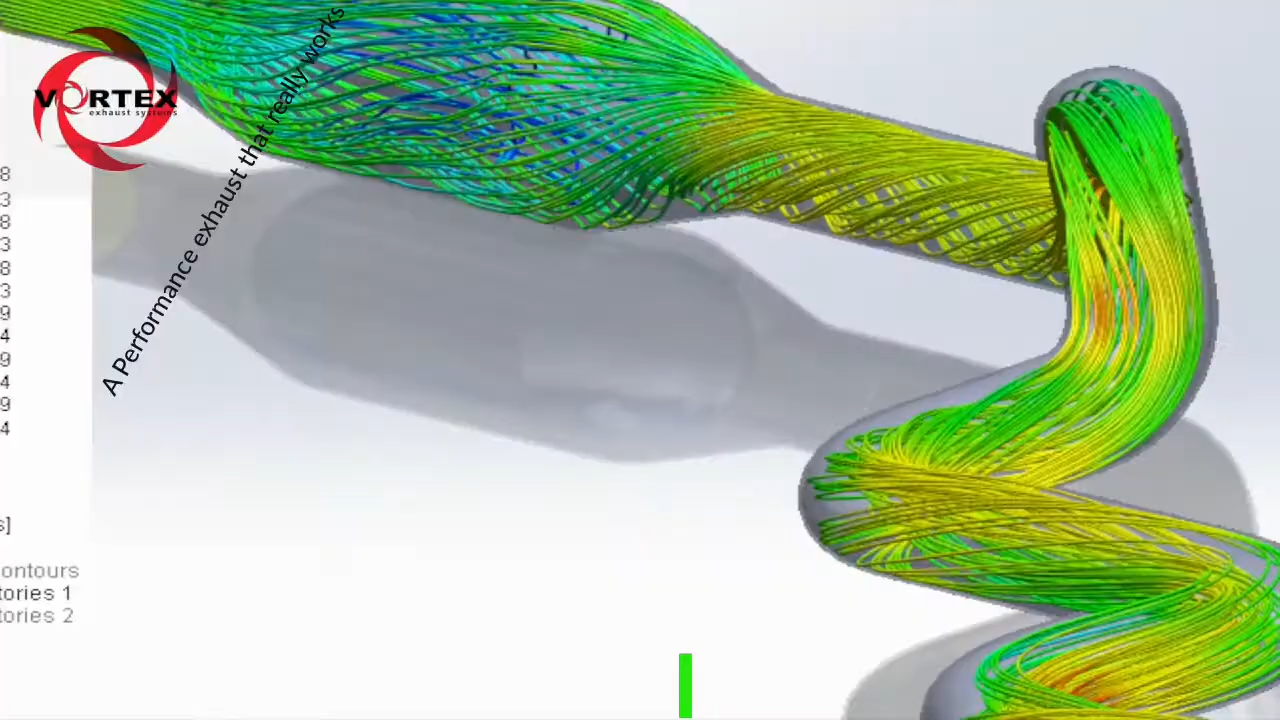 VORTEX
exhaust systems
A Performance exhaust that really works
8
3
8
3
8
3
9
4
9
4
9
4
s]
ontours
tories 1
tories 2